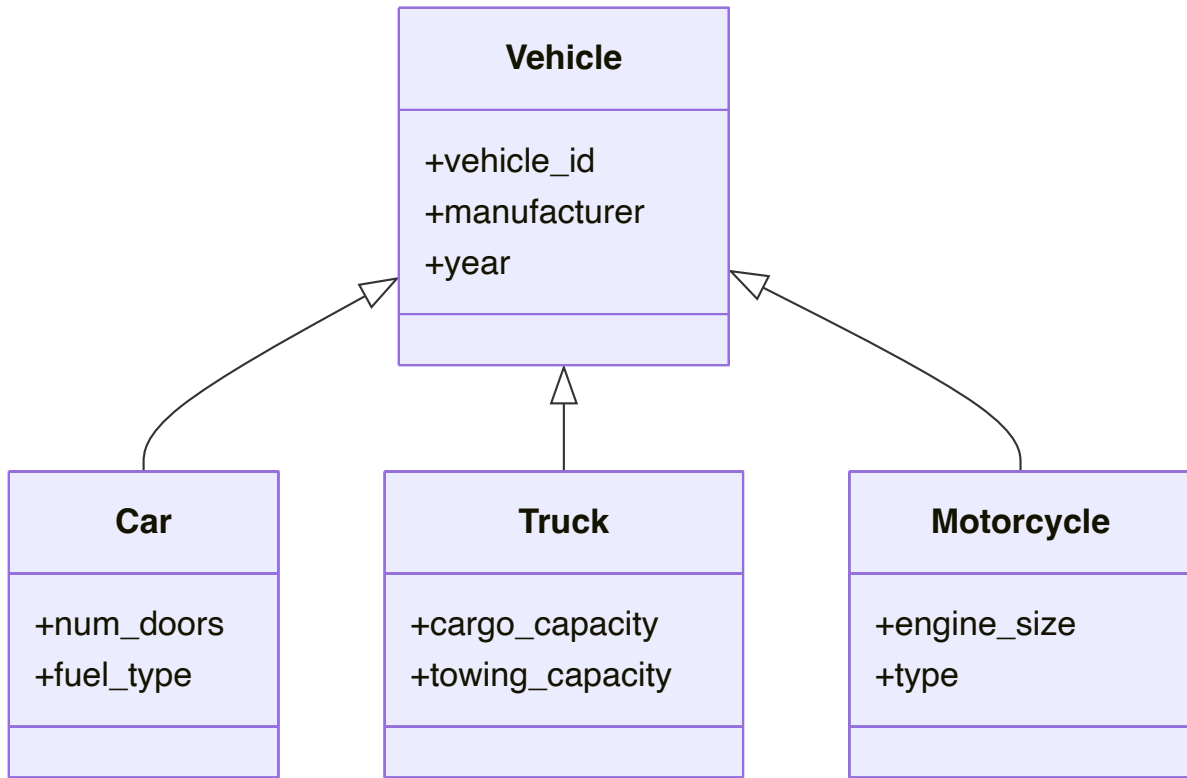 Vehicle
+vehicle_id
+manufacturer
+year
Car
+num_doors
+fuel_type
Truck
+cargo_capacity
+towing_capacity
Motorcycle
+engine_size
+type